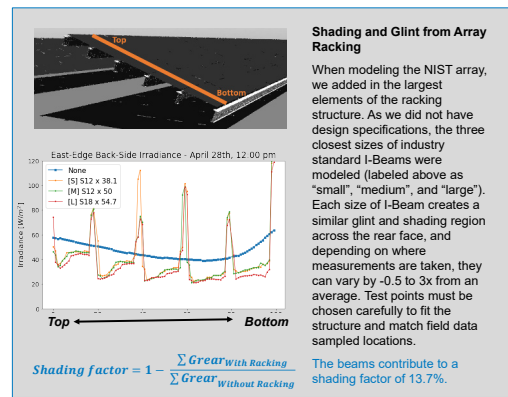 Shading and Glint from Array
Racking
When modeling the NIST array,
we added in the largest
elements of the racking
structure. As we did not have
design specifications, the three
closest sizes of industry
standard I-Beams were
modeled (labeled above as
“small”, “medium”, and “large”).
Each size of I-Beam creates a
similar glint and shading region
across the rear face, and
depending on where
measurements are taken, they
can vary by -0.5 to 3x from an
average. Test points must be
chosen carefully to fit the
structure and match field data
sampled locations.
The beams contribute to a
shading factor of 13.7%.
Top
Bottom
East-Edge Back-Side Irradiance - April 28th, 12:00 pm
None
[S] S12 x 38.1
[M] S12 x 50
[L] S18 x 54.7
Irradiance [W/m²]
120
100
80
60
40
20
0
Top Bottom
Shading factor = 1 − ∑ Grear With Racking / ∑ Grear Without Racking